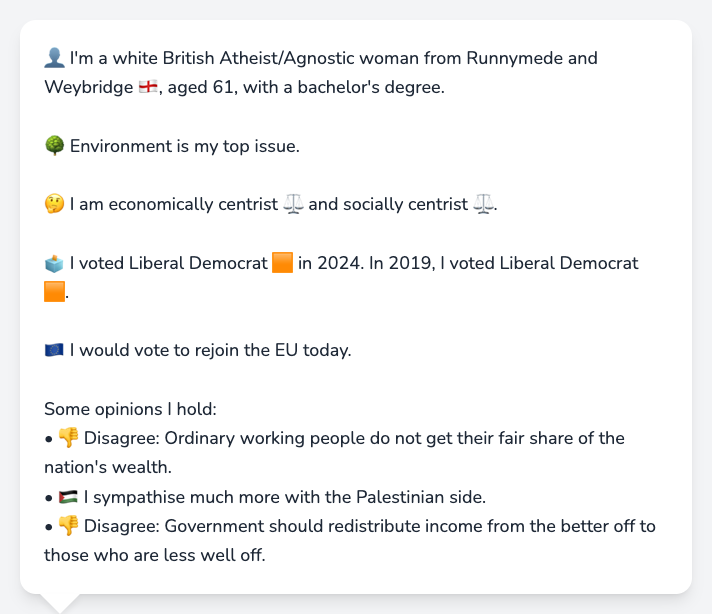 👤 I'm a white British Atheist/Agnostic woman from Runnymede and
Weybridge 🏴󠁧󠁢󠁥󠁮󠁧󠁿, aged 61, with a bachelor's degree.
🌳 Environment is my top issue.
🤔 I am economically centrist ⚖️ and socially centrist ⚖️.
🗳️ I voted Liberal Democrat 🟧 in 2024. In 2019, I voted Liberal Democrat
🟧.
🇪🇺 I would vote to rejoin the EU today.
Some opinions I hold:
• 👎 Disagree: Ordinary working people do not get their fair share of the
nation's wealth.
• 🇵🇸 I sympathise much more with the Palestinian side.
• 👎 Disagree: Government should redistribute income from the better off to
those who are less well off.